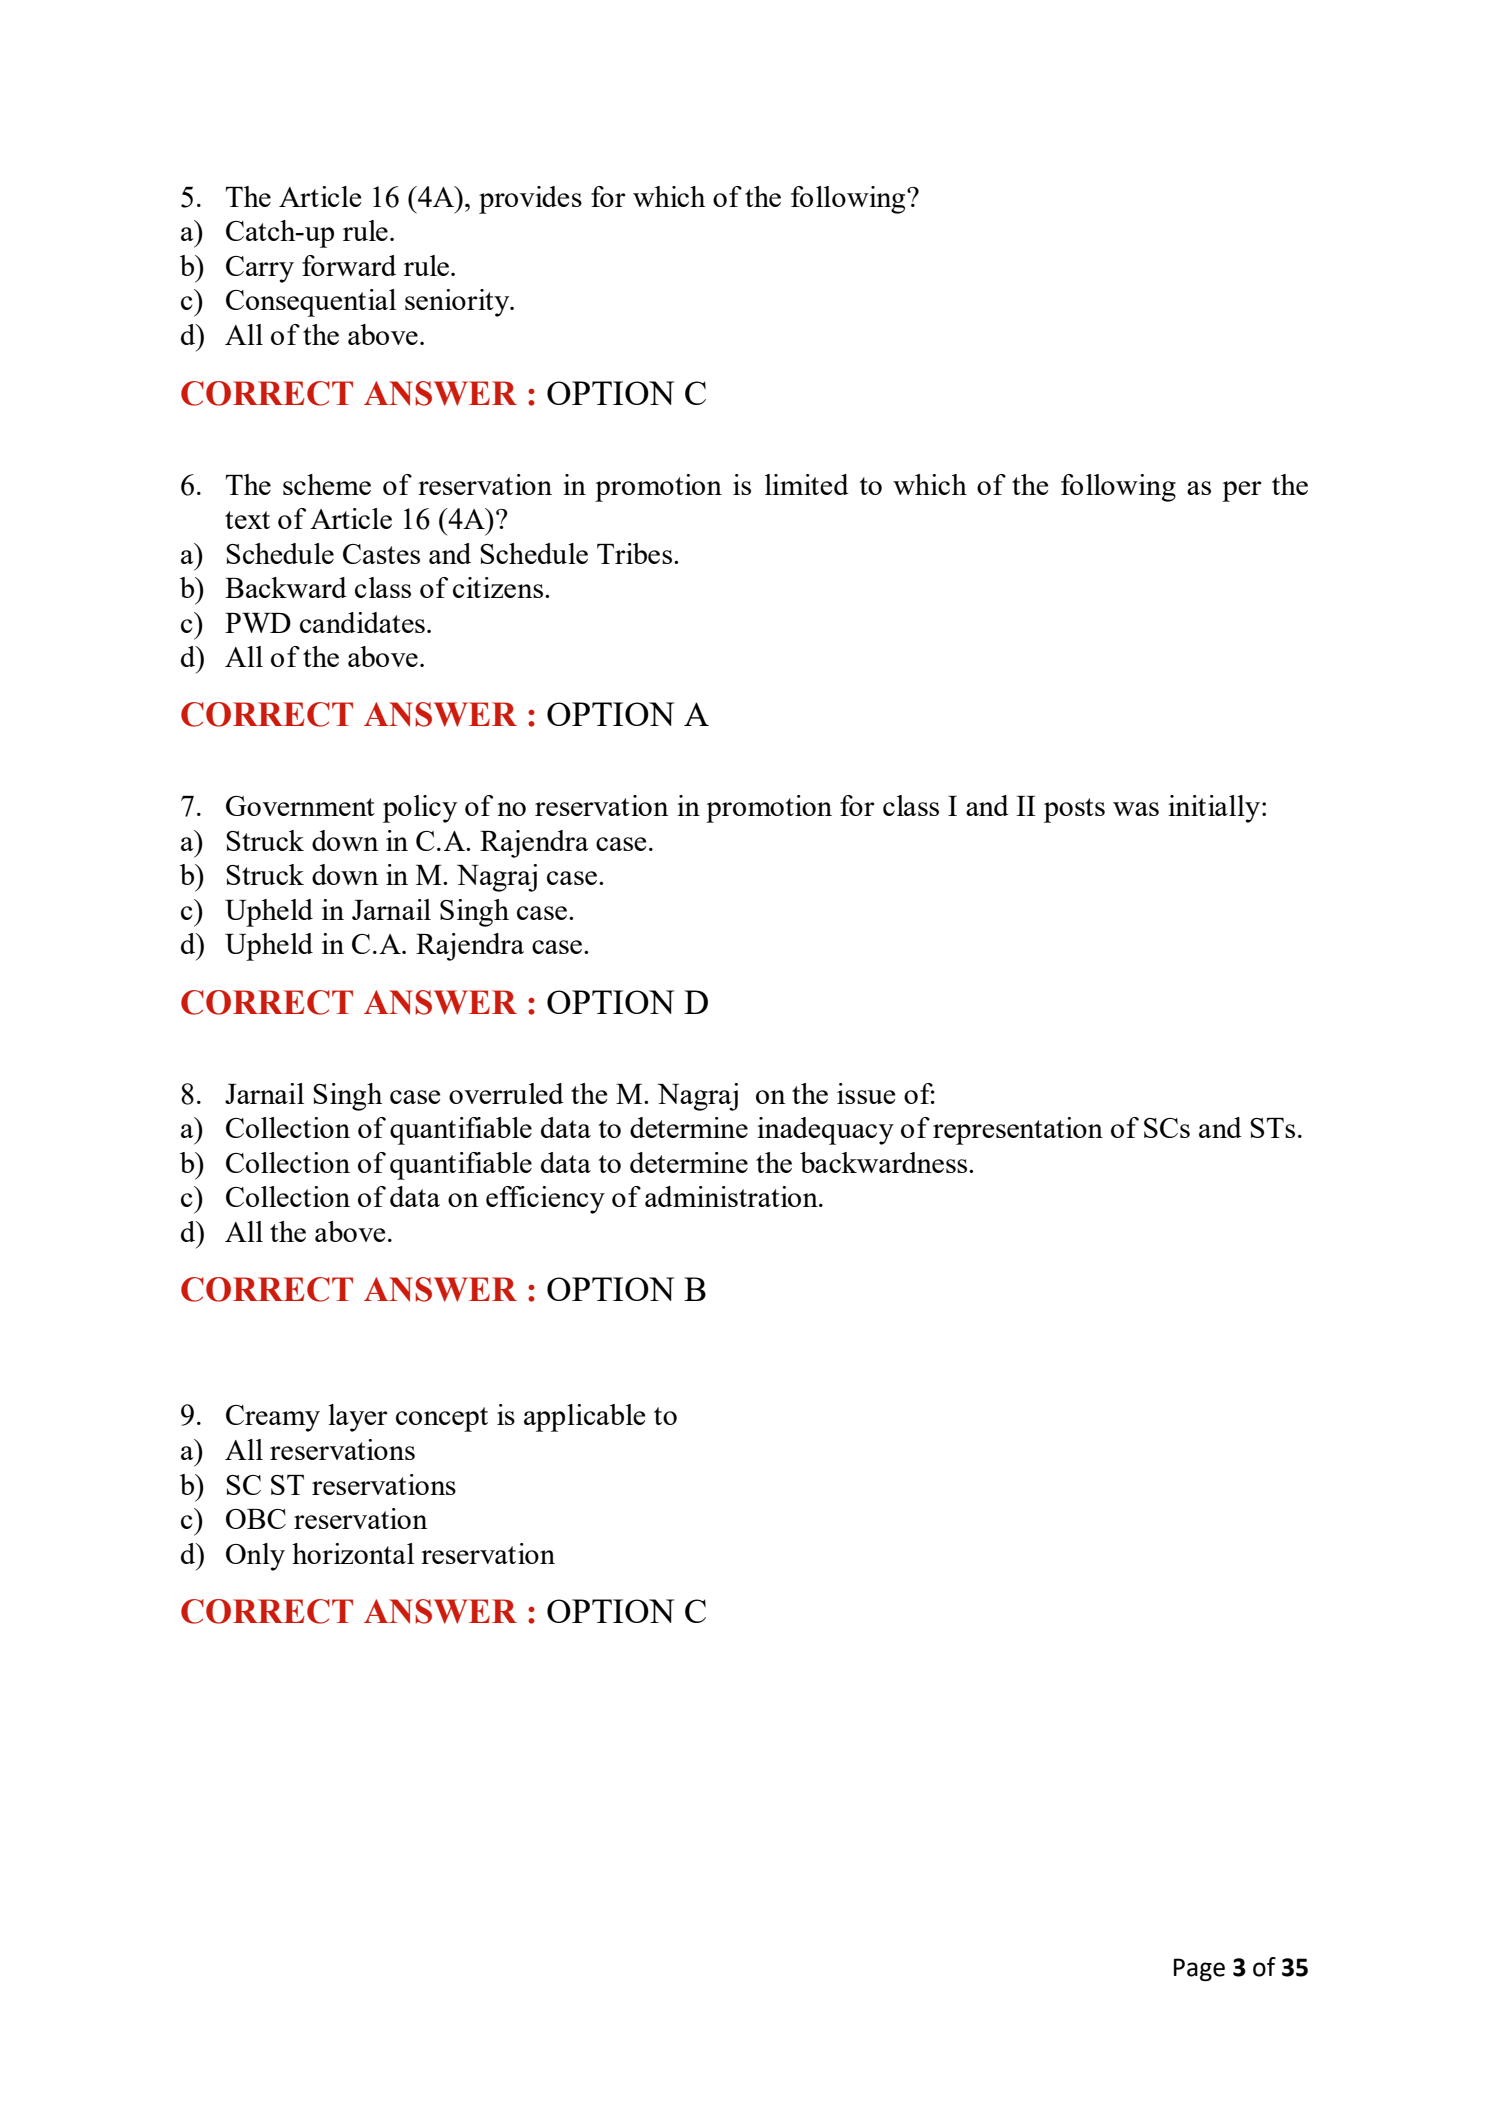 5. The Article 16 (4A), provides for which of the following?
a) Catch-up rule.
b) Carry forward rule.
c) Consequential seniority.
d) All of the above.
CORRECT ANSWER : OPTION C
6. The scheme of reservation in promotion is limited to which of the following as per the
text of Article 16 (4A)?
a) Schedule Castes and Schedule Tribes.
b) Backward class of citizens.
c) PWD candidates.
d) All of the above.
CORRECT ANSWER : OPTION A
7. Government policy of no reservation in promotion for class I and II posts was initially:
a) Struck down in C.A. Rajendra case.
b) Struck down in M. Nagraj case.
c) Upheld in Jarnail Singh case.
d) Upheld in C.A. Rajendra case.
CORRECT ANSWER : OPTION D
8. Jarnail Singh case overruled the M. Nagraj on the issue of:
a) Collection of quantifiable data to determine inadequacy of representation of SCs and STs.
b) Collection of quantifiable data to determine the backwardness.
c) Collection of data on efficiency of administration.
d) All the above.
CORRECT ANSWER : OPTION B
9. Creamy layer concept is applicable to
a) All reservations
b) SC ST reservations
c) OBC reservation
d) Only horizontal reservation
CORRECT ANSWER : OPTION C
Page 3 of 35